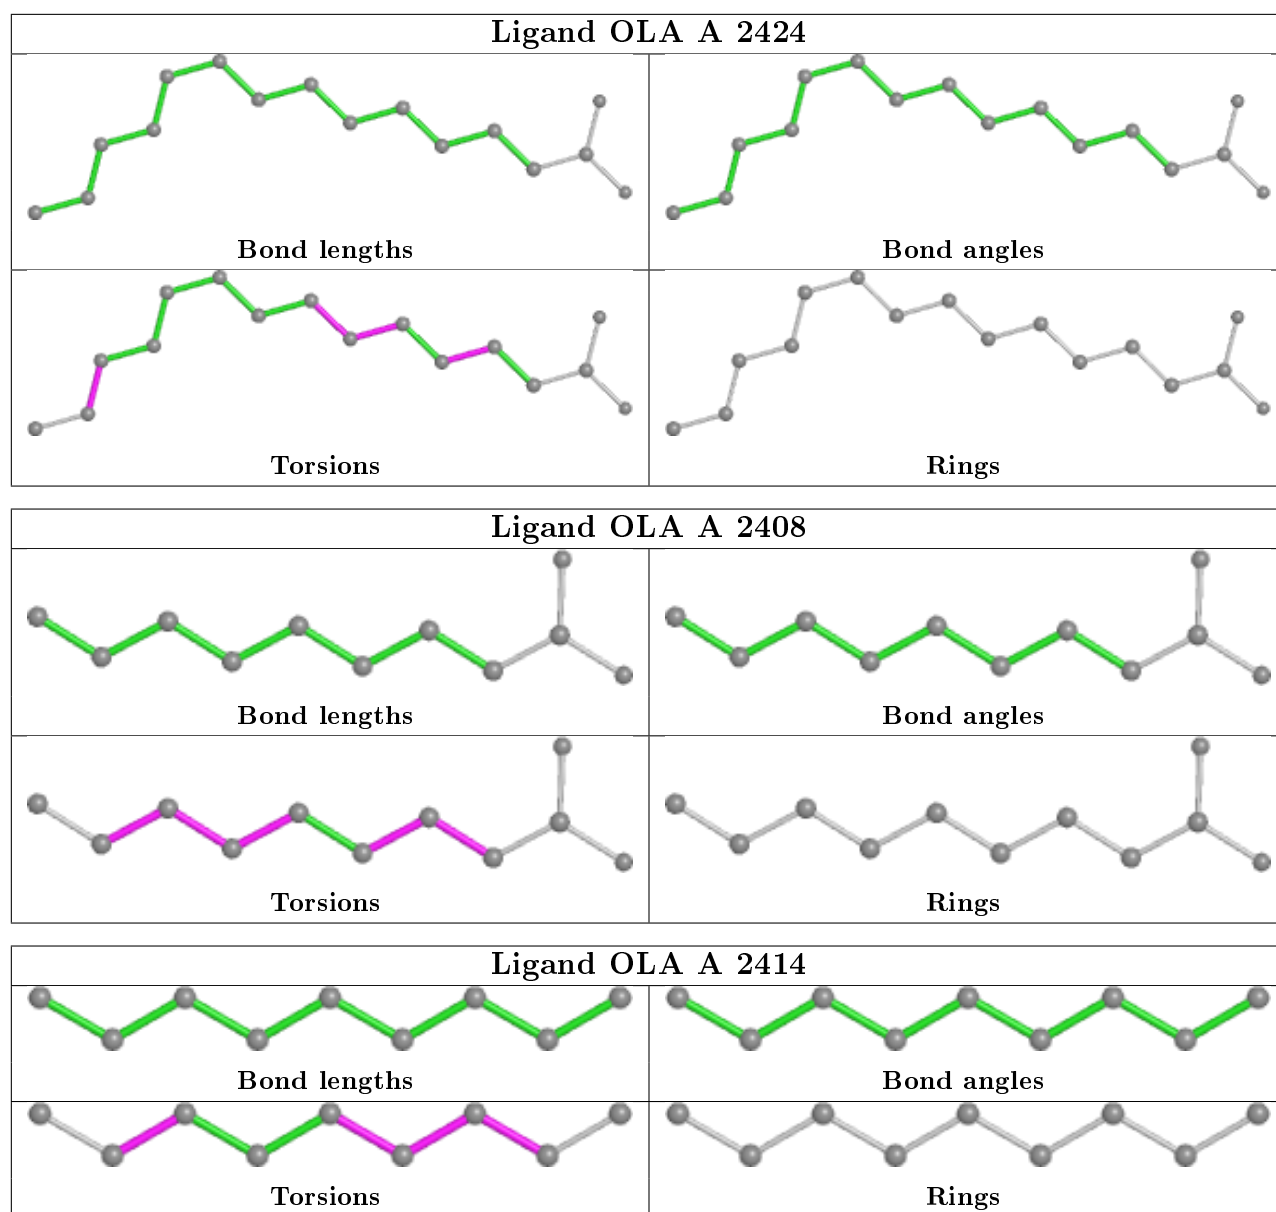 Ligand OLA A 2424
Bond lengths
Bond angles
Torsions
Rings
Ligand OLA A 2408
Bond lengths
Bond angles
Torsions
Rings
Ligand OLA A 2414
Bond lengths
Bond angles
Torsions
Rings